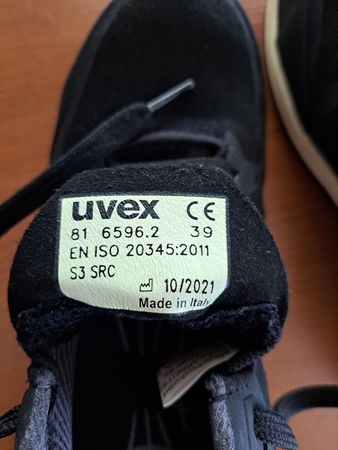 uvex CE
81 6596.2 39
EN ISO 20345:2011
S3 SRC
10/2021
Made in Italy